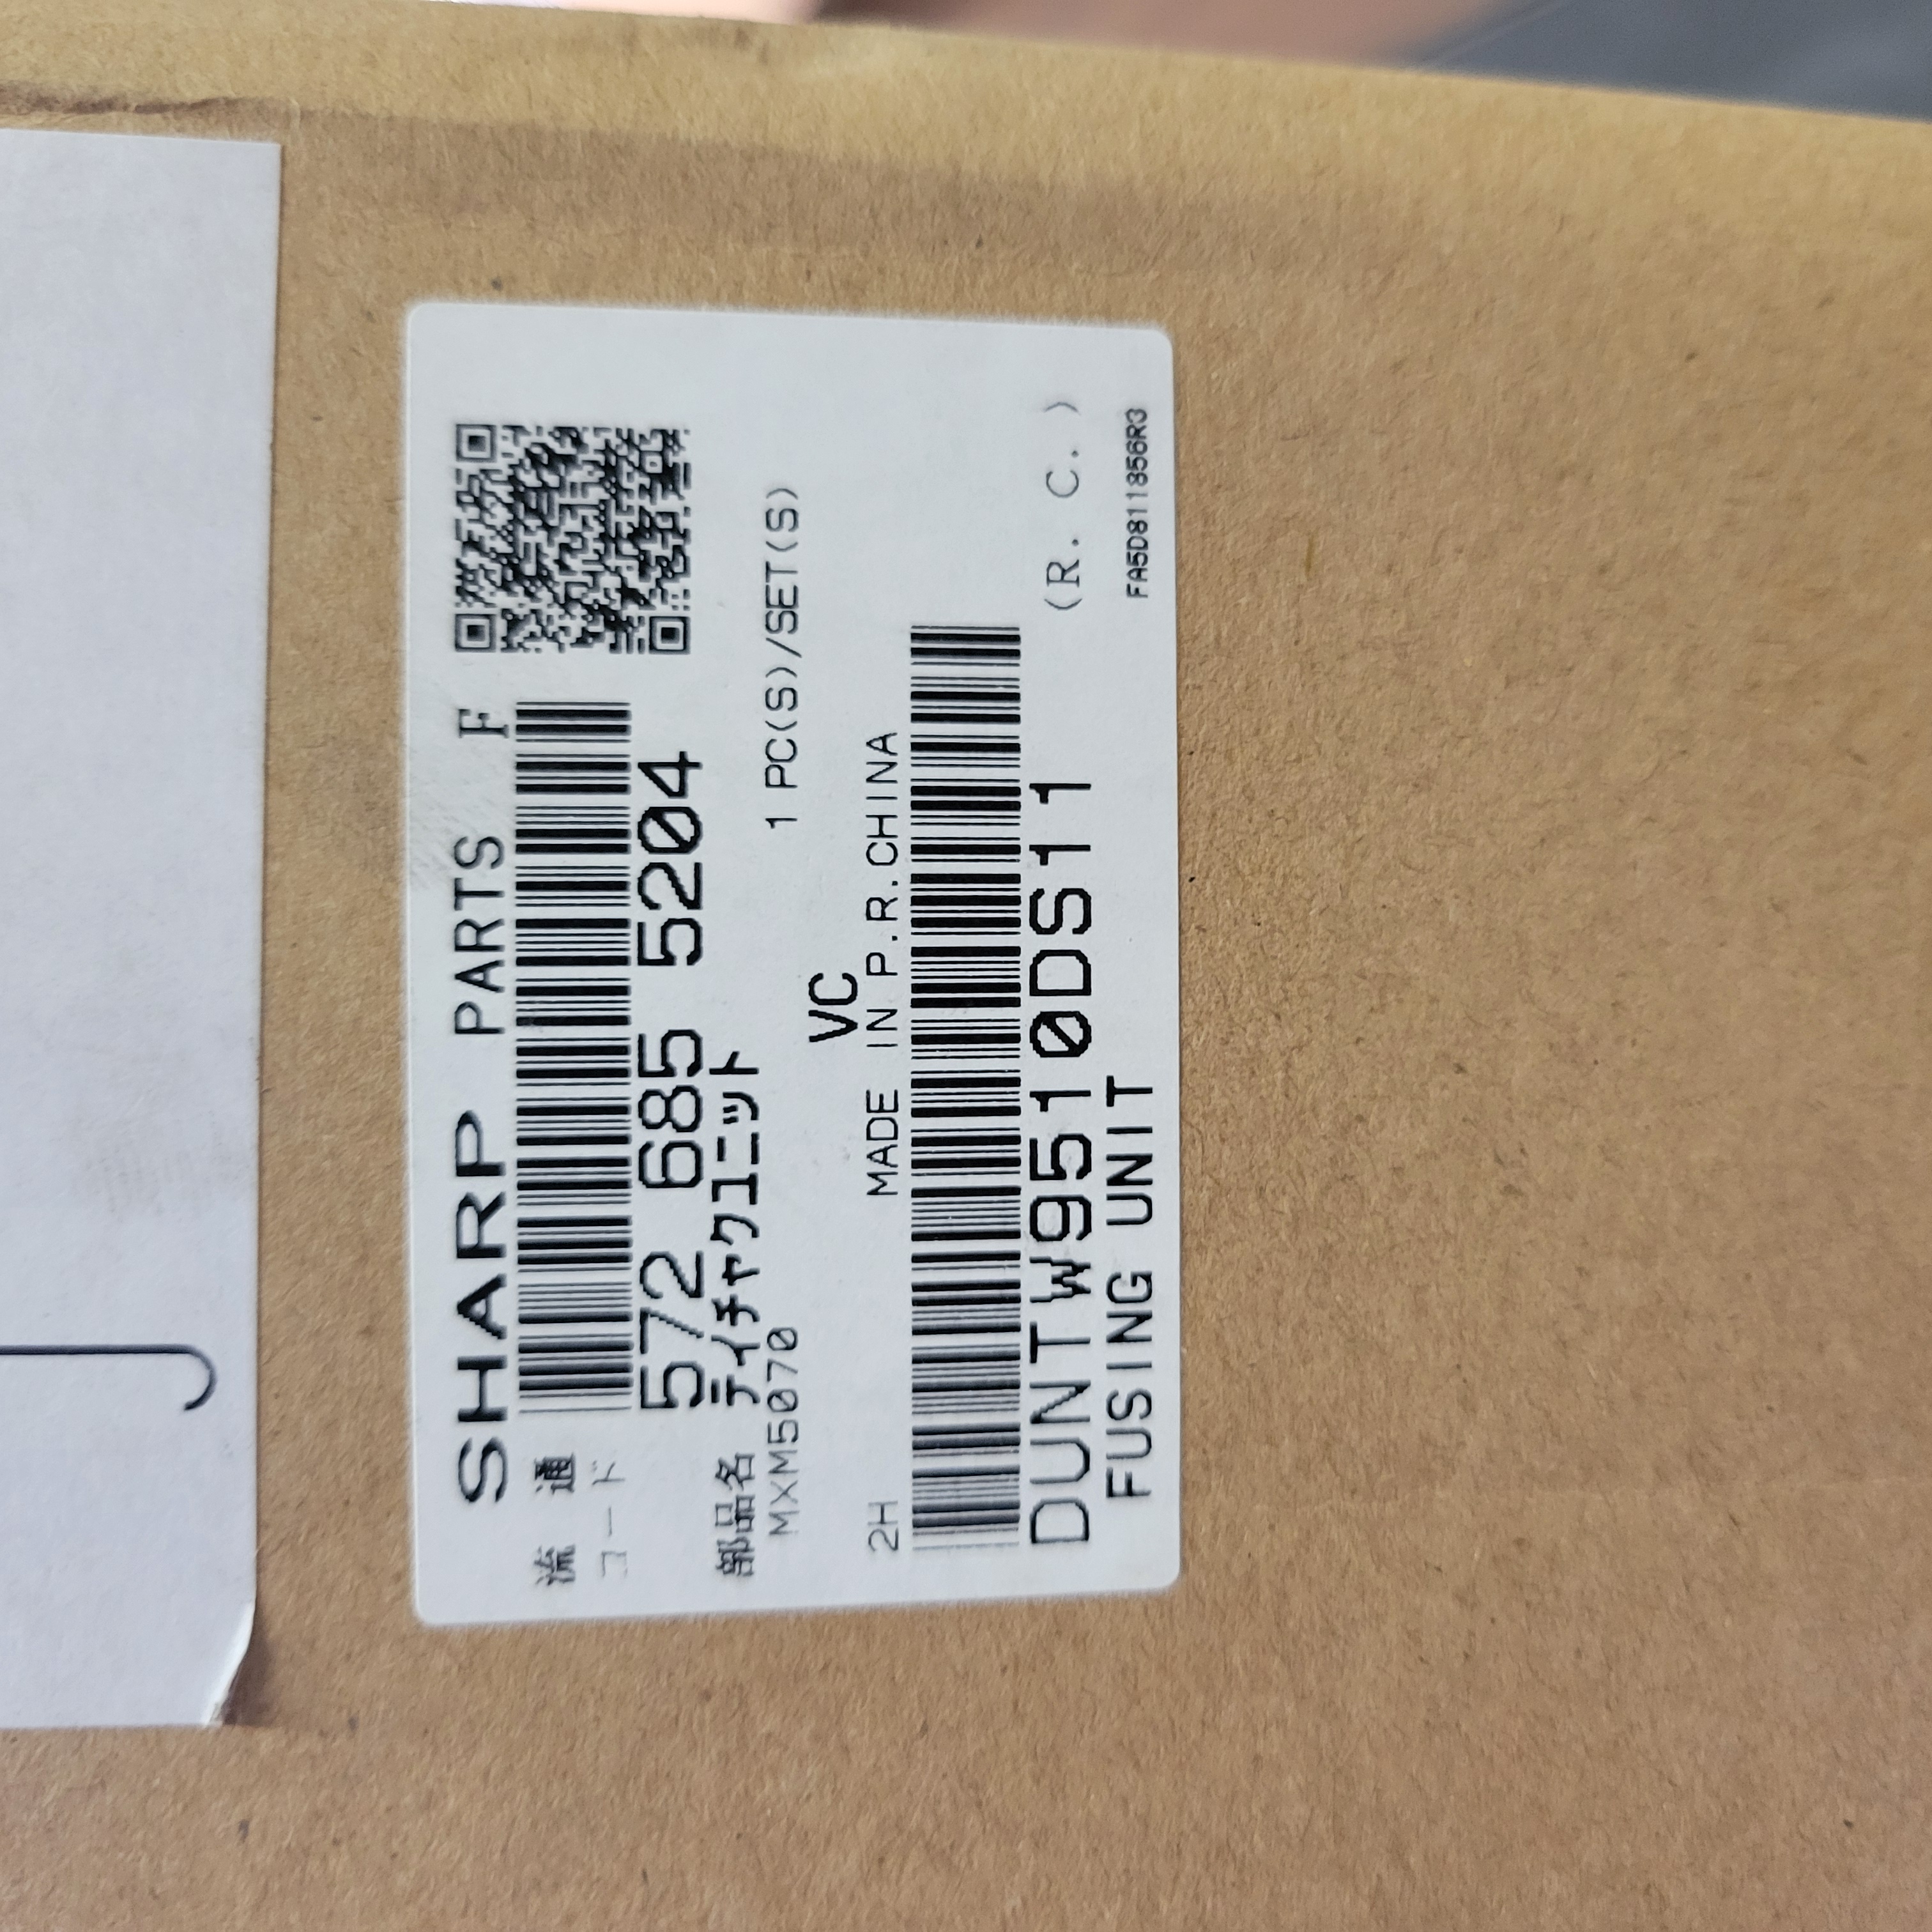 SHARP PARTS F
流 通
コード
572 685 5204
部品名 テイチャクユニット
MXM5070 1 PC(S)/SET(S)
VC
2H MADE IN P.R.CHINA
DUNTW9510DS11 (R. C. )
FUSING UNIT FA5D811856R3